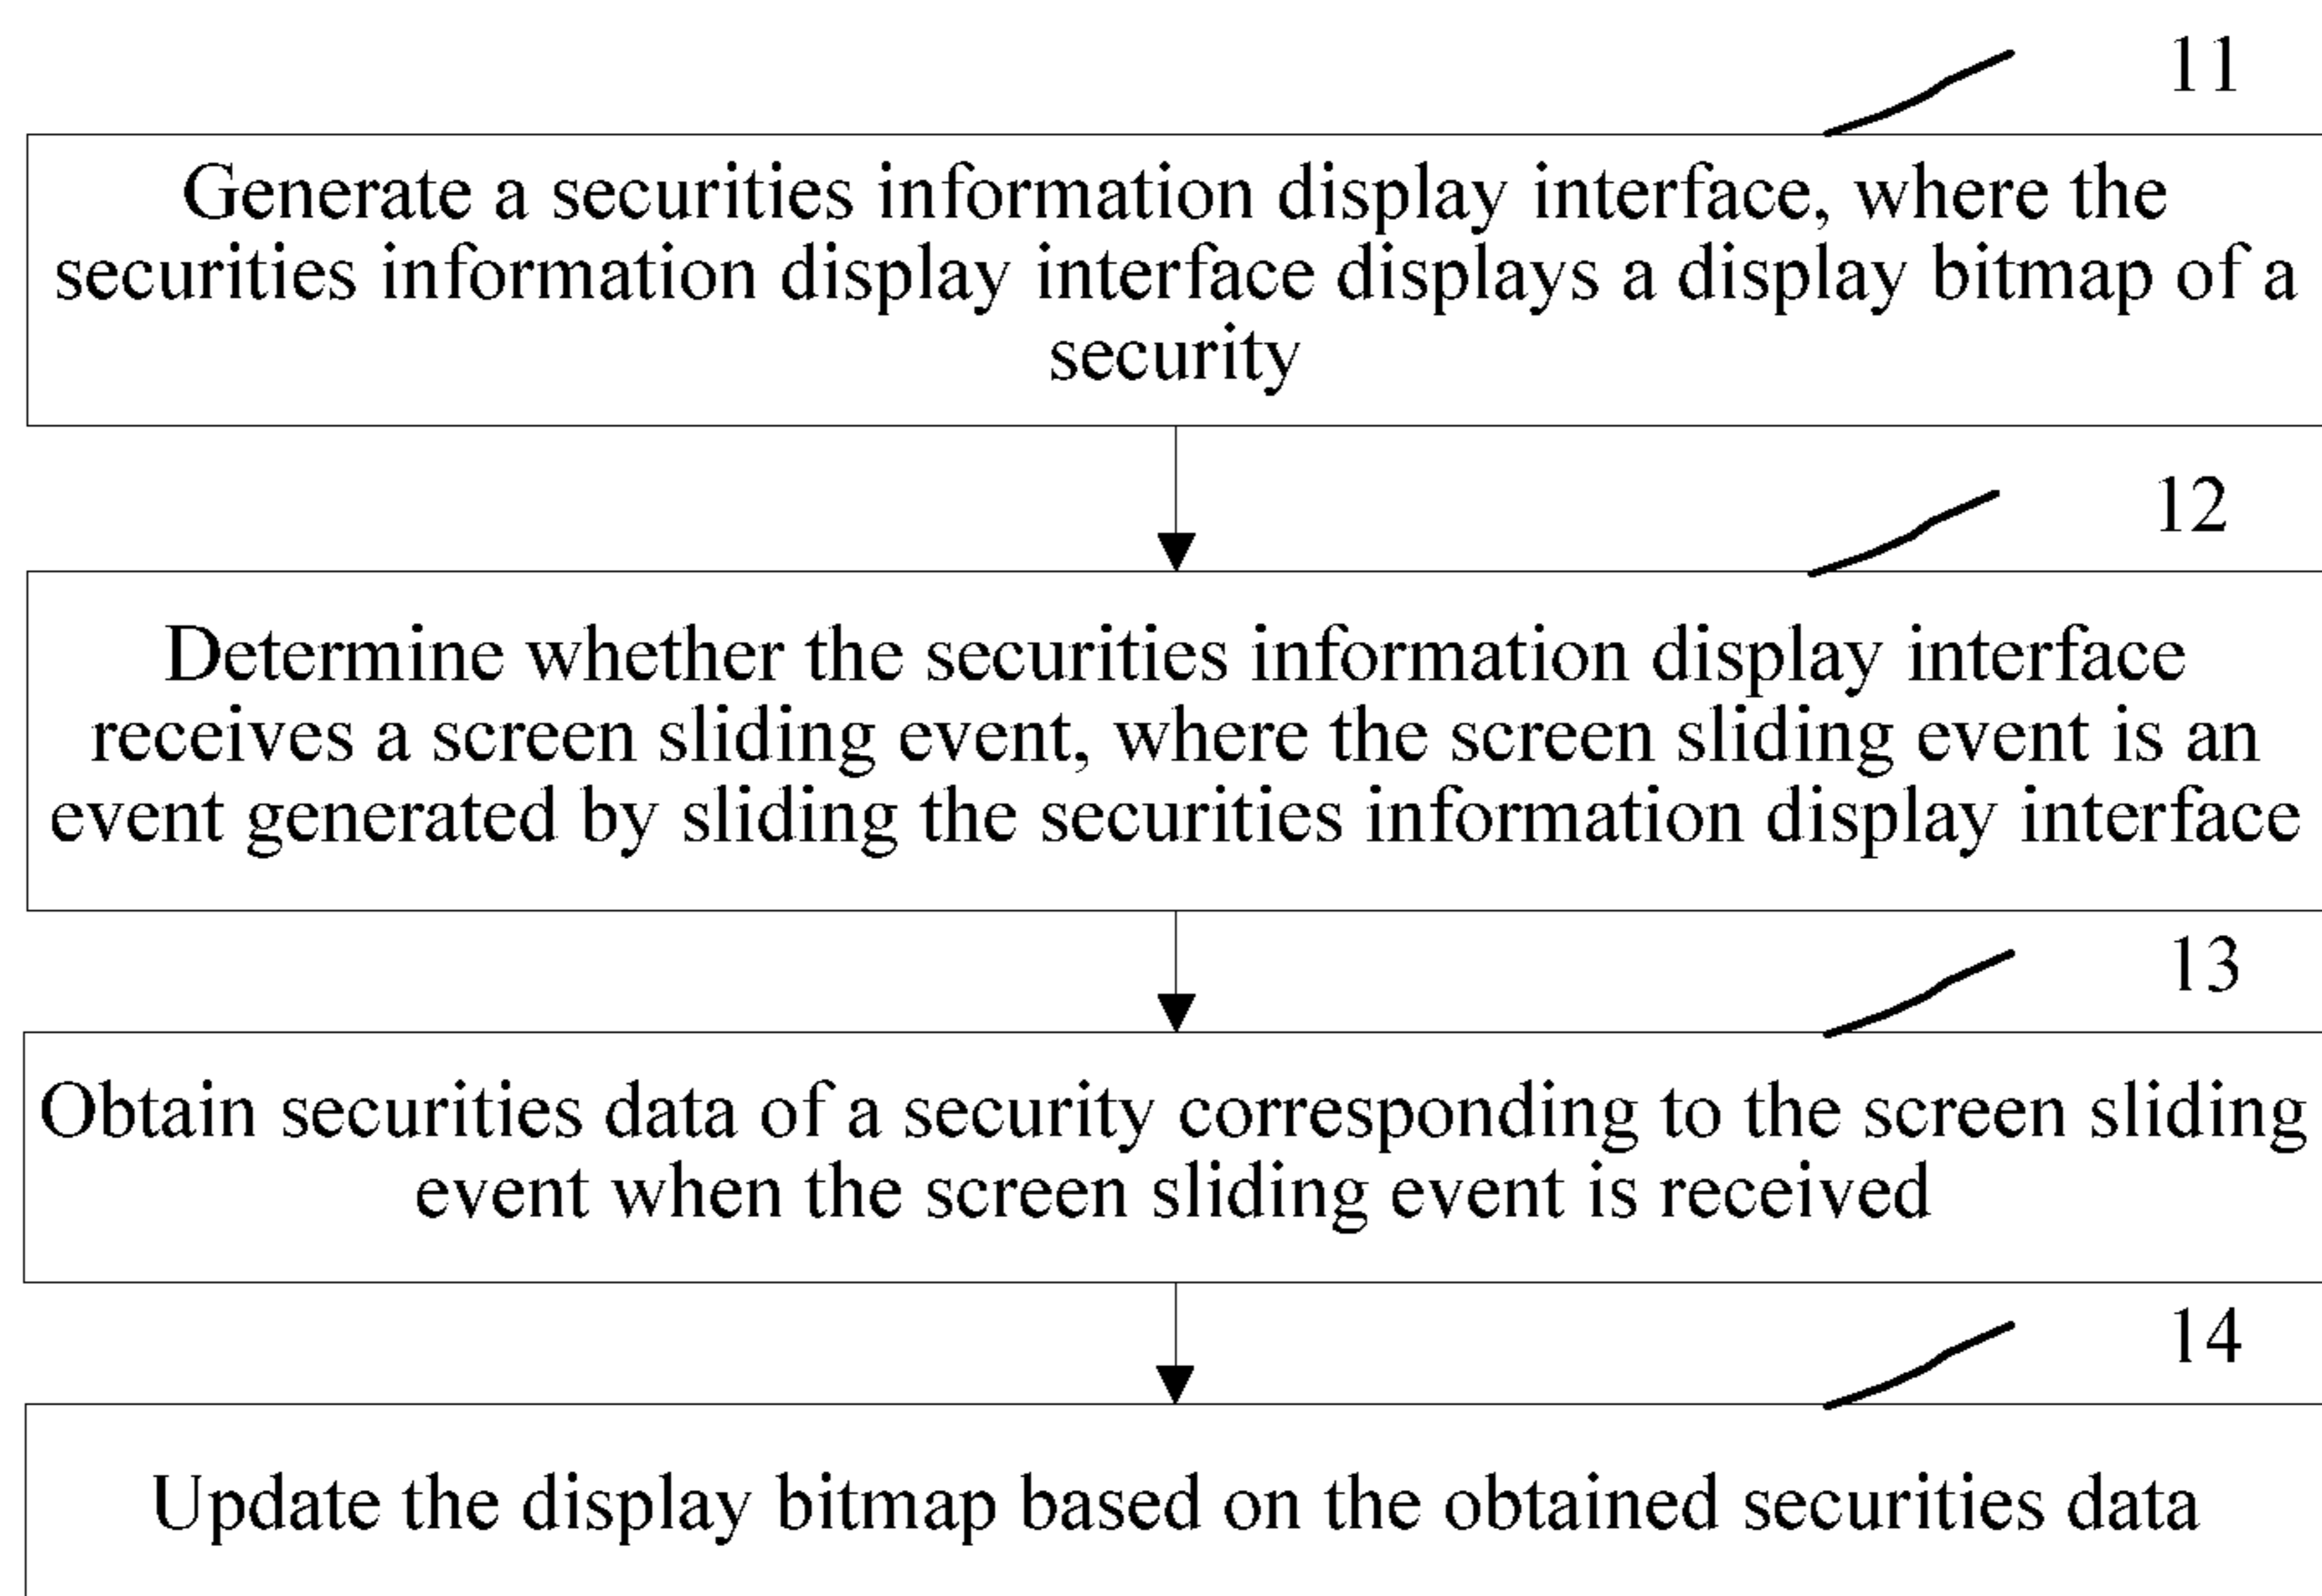 11
Generate a securities information display interface, where the
securities information display interface displays a display bitmap of a
security
12
Determine whether the securities information display interface
receives a screen sliding event, where the screen sliding event is an
event generated by sliding the securities information display interface
13
Obtain securities data of a security corresponding to the screen sliding
event when the screen sliding event is received
14
Update the display bitmap based on the obtained securities data